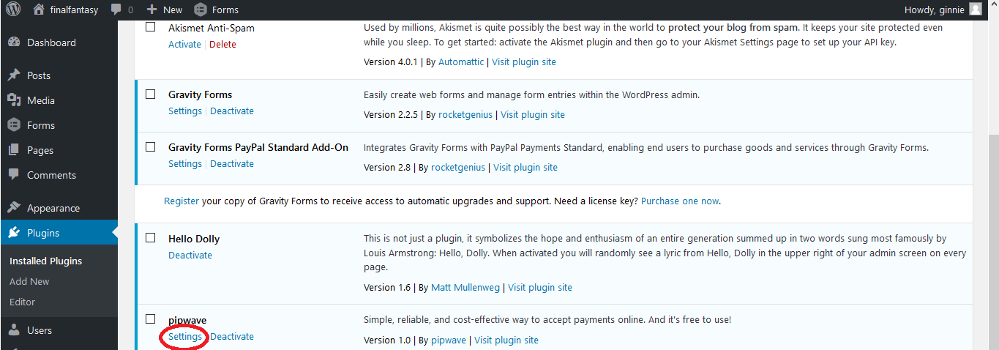 finalfantasy 0 New Forms Howdy, ginnie
Dashboard
Posts
Media
Forms
Pages
Comments
Appearance
Plugins
Installed Plugins
Add New
Editor
Users
Akismet Anti-Spam
Activate | Delete
Used by millions, Akismet is quite possibly the best way in the world to protect your blog from spam. It keeps your site protected even
while you sleep. To get started: activate the Akismet plugin and then go to your Akismet Settings page to set up your API key.
Version 4.0.1 | By Automattic | Visit plugin site
Gravity Forms
Settings | Deactivate
Easily create web forms and manage form entries within the WordPress admin.
Version 2.2.5 | By rocketgenius | Visit plugin site
Gravity Forms PayPal Standard Add-On
Settings | Deactivate
Integrates Gravity Forms with PayPal Payments Standard, enabling end users to purchase goods and services through Gravity Forms.
Version 2.8 | By rocketgenius | Visit plugin site
Register your copy of Gravity Forms to receive access to automatic upgrades and support. Need a license key? Purchase one now.
Hello Dolly
Deactivate
This is not just a plugin, it symbolizes the hope and enthusiasm of an entire generation summed up in two words sung most famously by
Louis Armstrong: Hello, Dolly. When activated you will randomly see a lyric from Hello, Dolly in the upper right of your admin screen on every
page.
Version 1.6 | By Matt Mullenweg | Visit plugin site
pipwave
Settings Deactivate
Simple, reliable, and cost-effective way to accept payments online. And it's free to use!
Version 1.0 | By pipwave | Visit plugin site